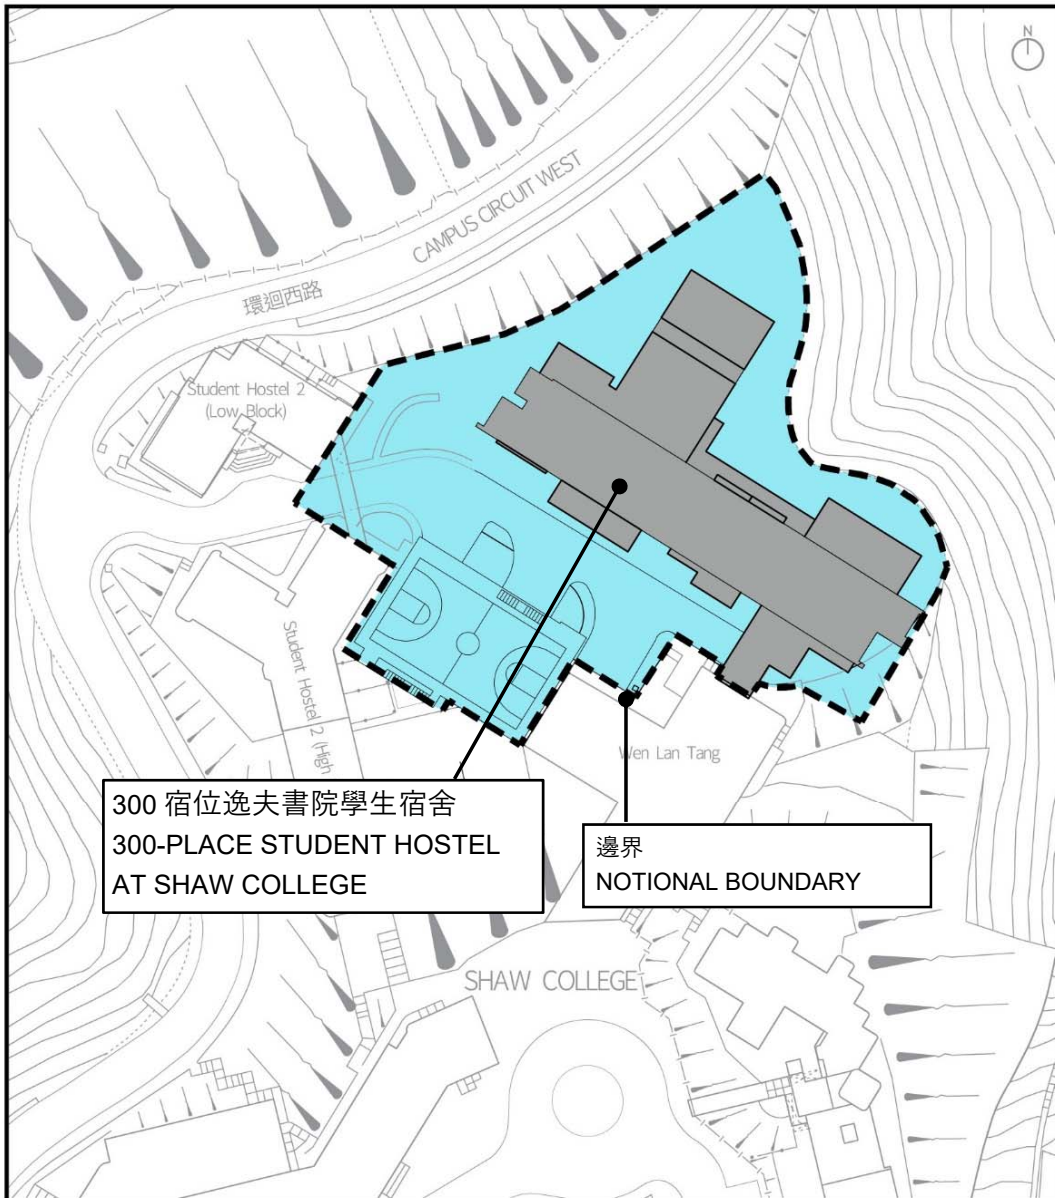 N
CAMPUS CIRCUIT WEST
環迴西路
Student Hostel 2
(Low Block)
Student Hostel 2 (High
Wen Lan Tang
300 宿位逸夫書院學生宿舍
300-PLACE STUDENT HOSTEL
AT SHAW COLLEGE
邊界
NOTIONAL BOUNDARY
SHAW COLLEGE